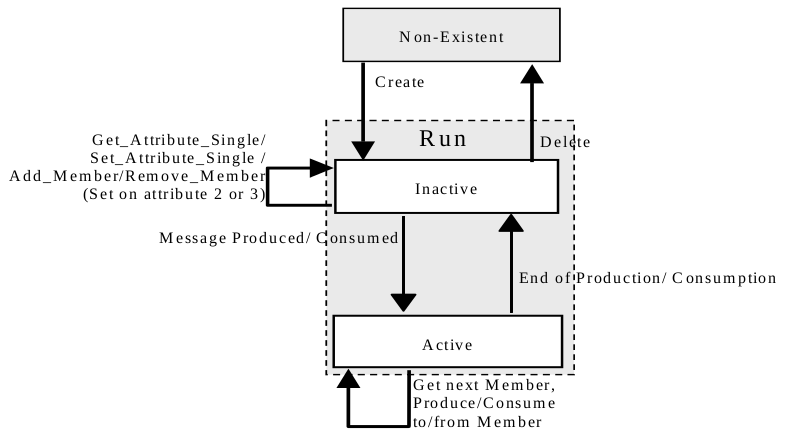 Non-Existent
Create
Delete
Run
Get_Attribute_Single/
Set_Attribute_Single /
Add_Member/Remove_Member
(Set on attribute 2 or 3)
Inactive
Message Produced/ Consumed
End of Production/ Consumption
Active
Get next Member,
Produce/Consume
to/from Member